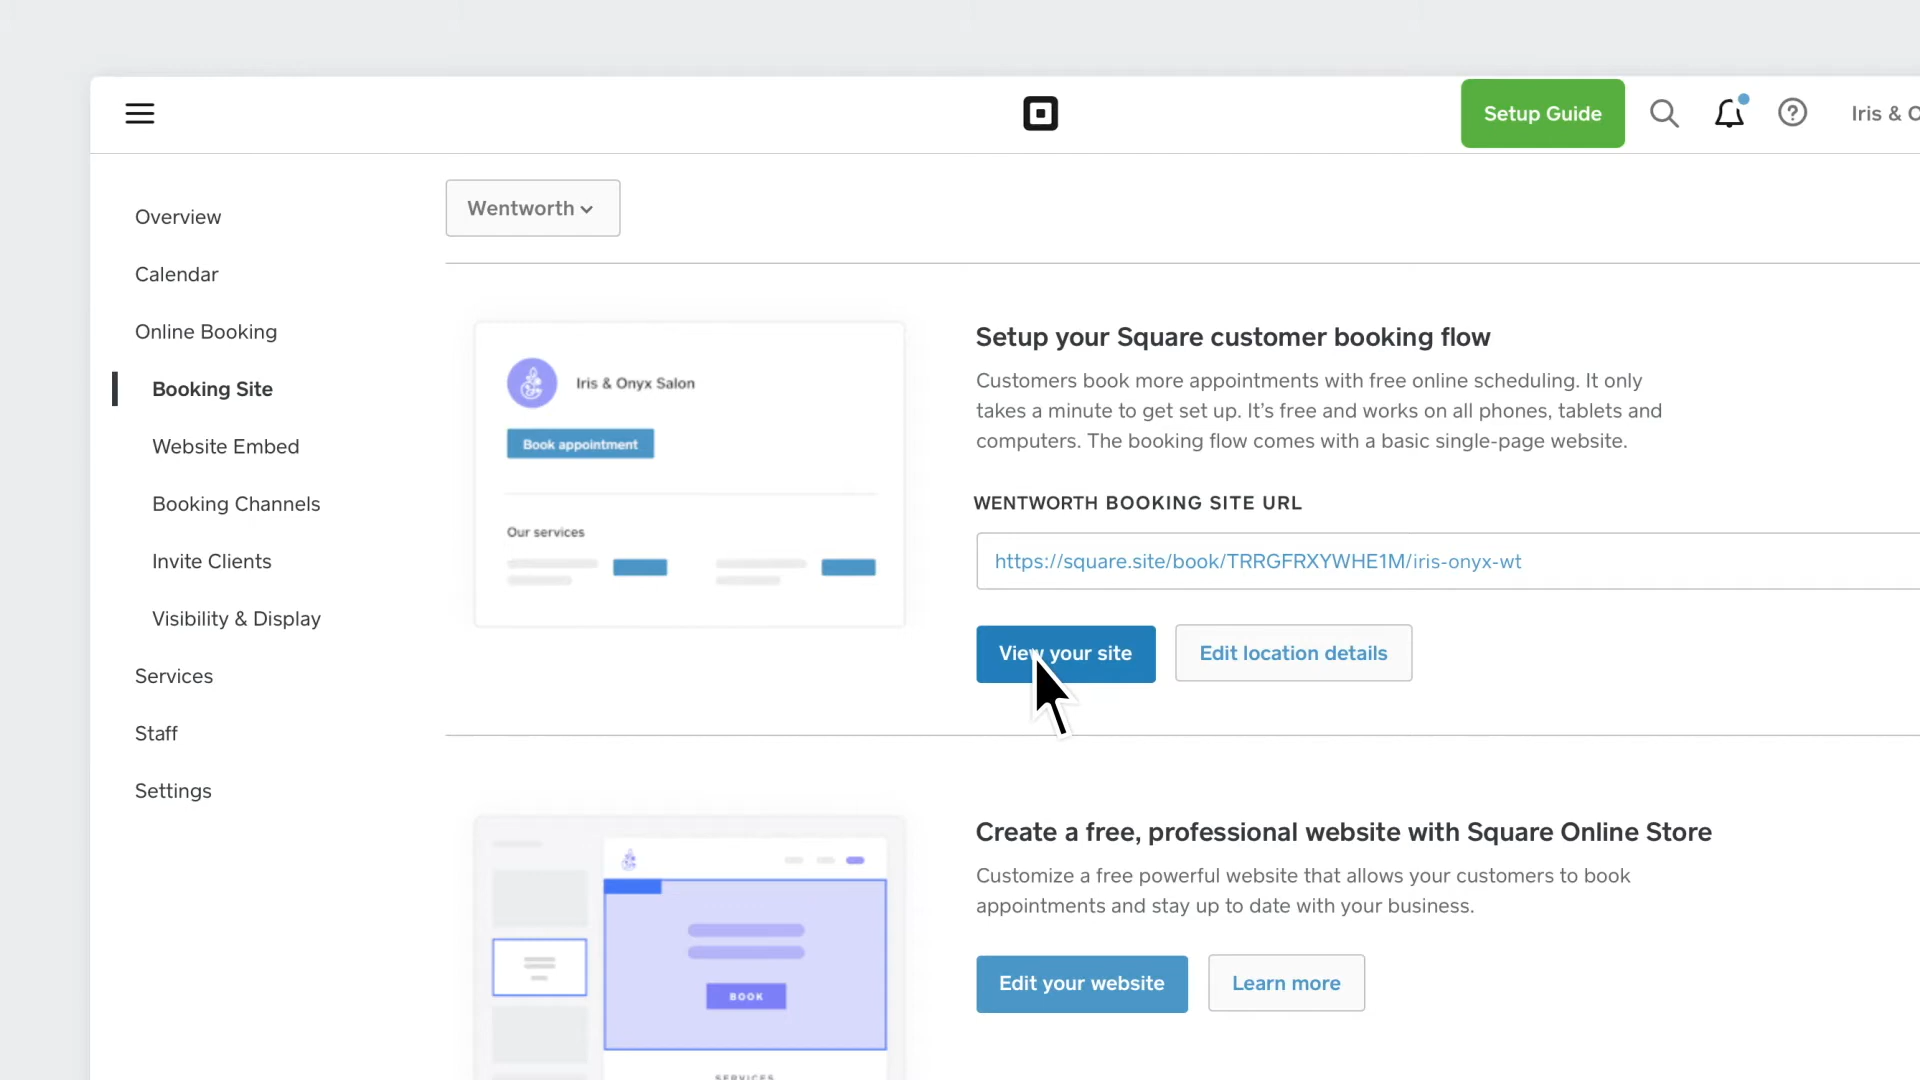 Setup Guide
Iris &
Overview
Calendar
Online Booking
Booking Site
Website Embed
Booking Channels
Invite Clients
Visibility & Display
Services
Staff
Settings
Wentworth
Iris & Onyx Salon
Book appointment
Our services
Setup your Square customer booking flow
Customers book more appointments with free online scheduling. It only
takes a minute to get set up. It’s free and works on all phones, tablets and
computers. The booking flow comes with a basic single-page website.
WENTWORTH BOOKING SITE URL
https://square.site/book/TRRGFRXYWHE1M/iris-onyx-wt
View your site
Edit location details
BOOK
SERVICES
Create a free, professional website with Square Online Store
Customize a free powerful website that allows your customers to book
appointments and stay up to date with your business.
Edit your website
Learn more